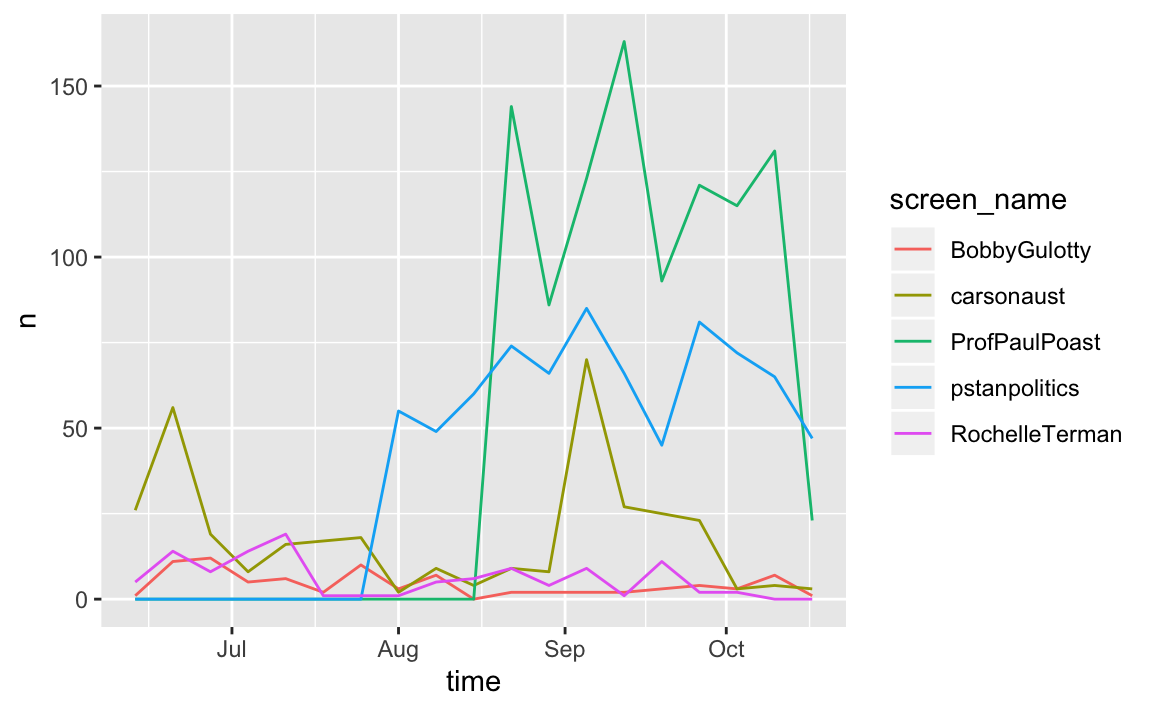 150
100
50
0
n
Jul Aug Sep Oct
time
screen_name
BobbyGulotty
carsonaust
ProfPaulPoast
pstanpolitics
RochelleTerman